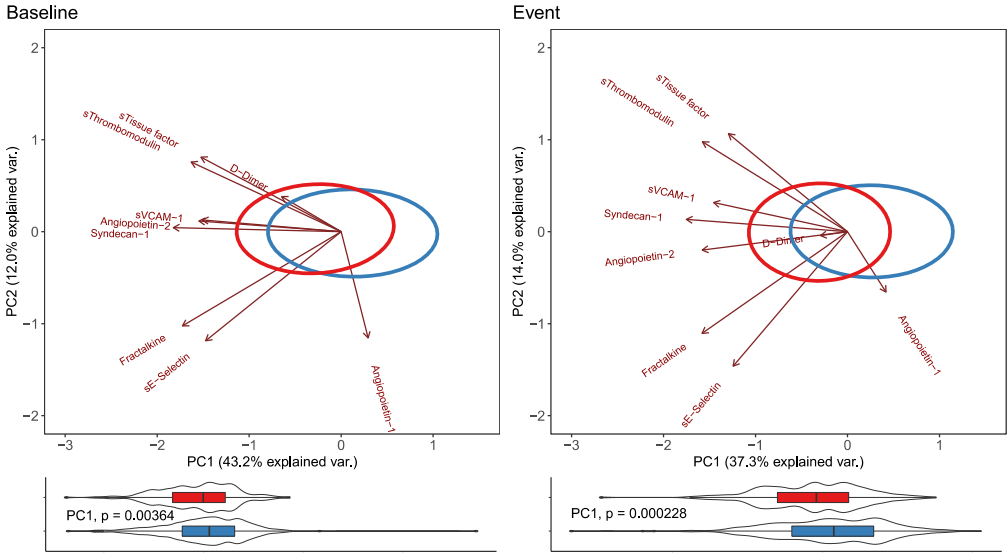 Baseline
2
1
0
−1
−2
PC2 (12.0% explained var.)
sTissue factor
sThrombomodulin
D−Dimer
sVCAM−1
Angiopoietin−2
Syndecan−1
Fractalkine
sE−Selectin
Angiopoietin−1
−3
−2
−1
0
1
PC1 (43.2% explained var.)
PC1, p = 0.00364
Event
2
1
0
−1
−2
PC2 (14.0% explained var.)
sTissue factor
sThrombomodulin
sVCAM−1
Syndecan−1
D−Dimer
Angiopoietin−2
Fractalkine
sE−Selectin
Angiopoietin−1
−3
−2
−1
0
1
PC1 (37.3% explained var.)
PC1, p = 0.000228